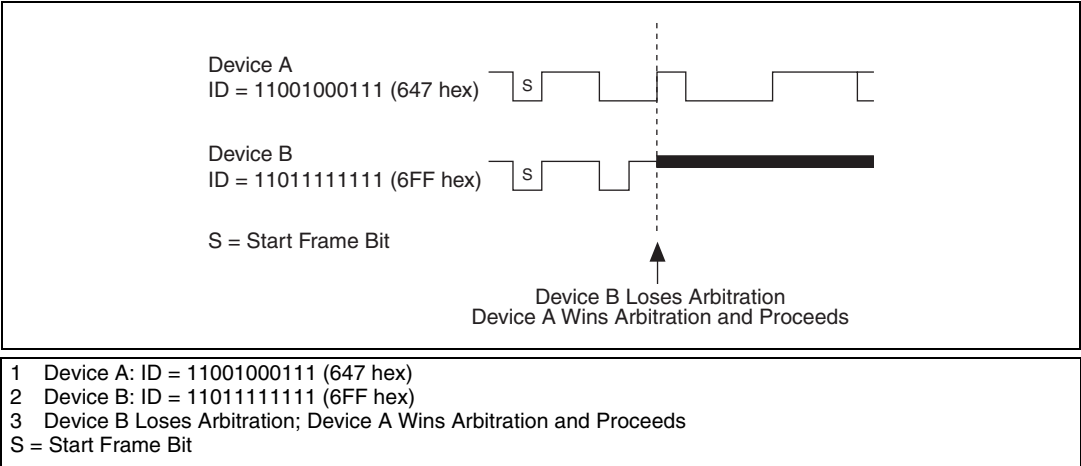 Device A
ID = 11001000111 (647 hex)
S
Device B
ID = 11011111111 (6FF hex)
S
S = Start Frame Bit
Device B Loses Arbitration
Device A Wins Arbitration and Proceeds
1 Device A: ID = 11001000111 (647 hex)
2 Device B: ID = 11011111111 (6FF hex)
3 Device B Loses Arbitration; Device A Wins Arbitration and Proceeds
S = Start Frame Bit